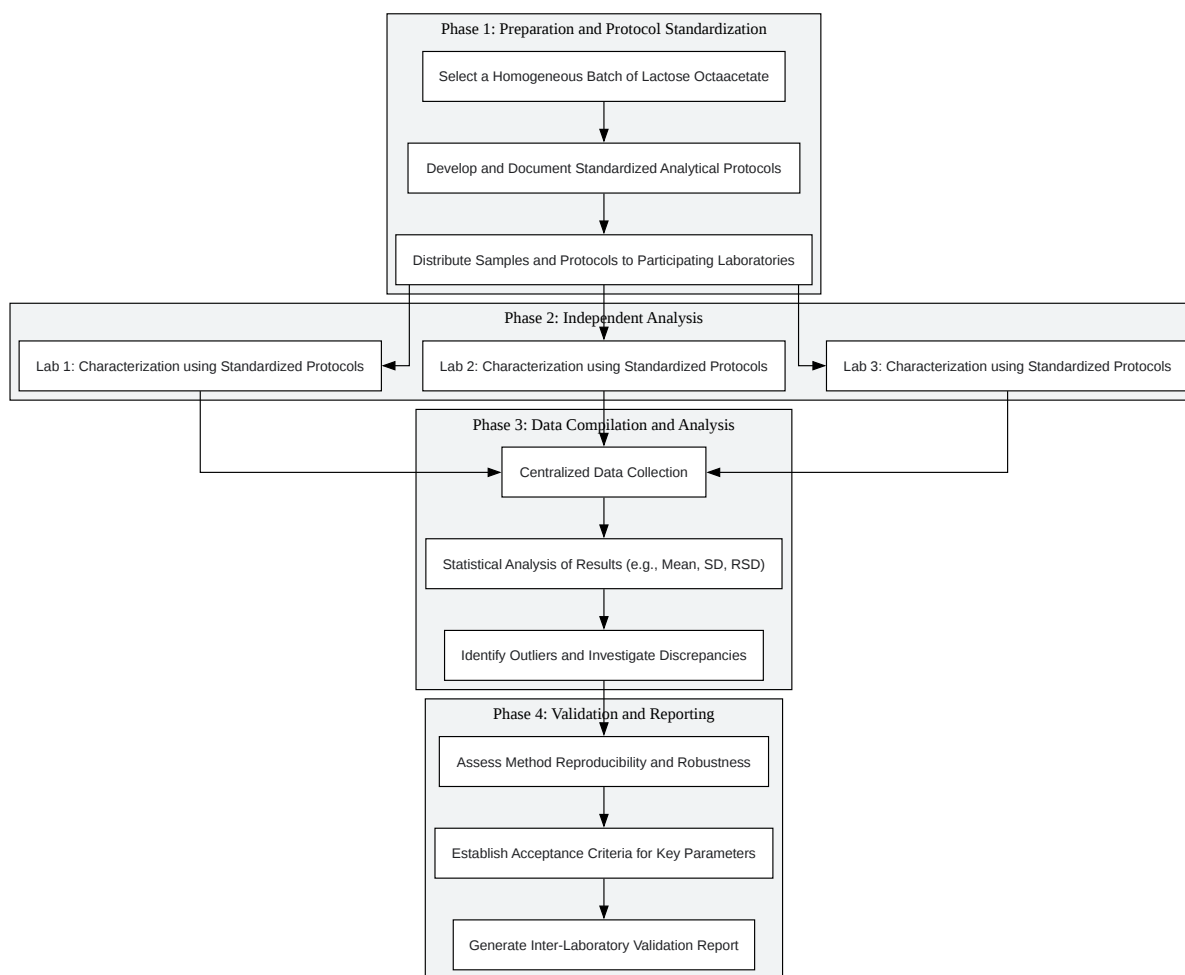 Phase 1: Preparation and Protocol Standardization
Select a Homogeneous Batch of Lactose Octaacetate
Develop and Document Standardized Analytical Protocols
Distribute Samples and Protocols to Participating Laboratories
Phase 2: Independent Analysis
Lab 1: Characterization using Standardized Protocols
Lab 2: Characterization using Standardized Protocols
Lab 3: Characterization using Standardized Protocols
Phase 3: Data Compilation and Analysis
Centralized Data Collection
Statistical Analysis of Results (e.g., Mean, SD, RSD)
Identify Outliers and Investigate Discrepancies
Phase 4: Validation and Reporting
Assess Method Reproducibility and Robustness
Establish Acceptance Criteria for Key Parameters
Generate Inter-Laboratory Validation Report